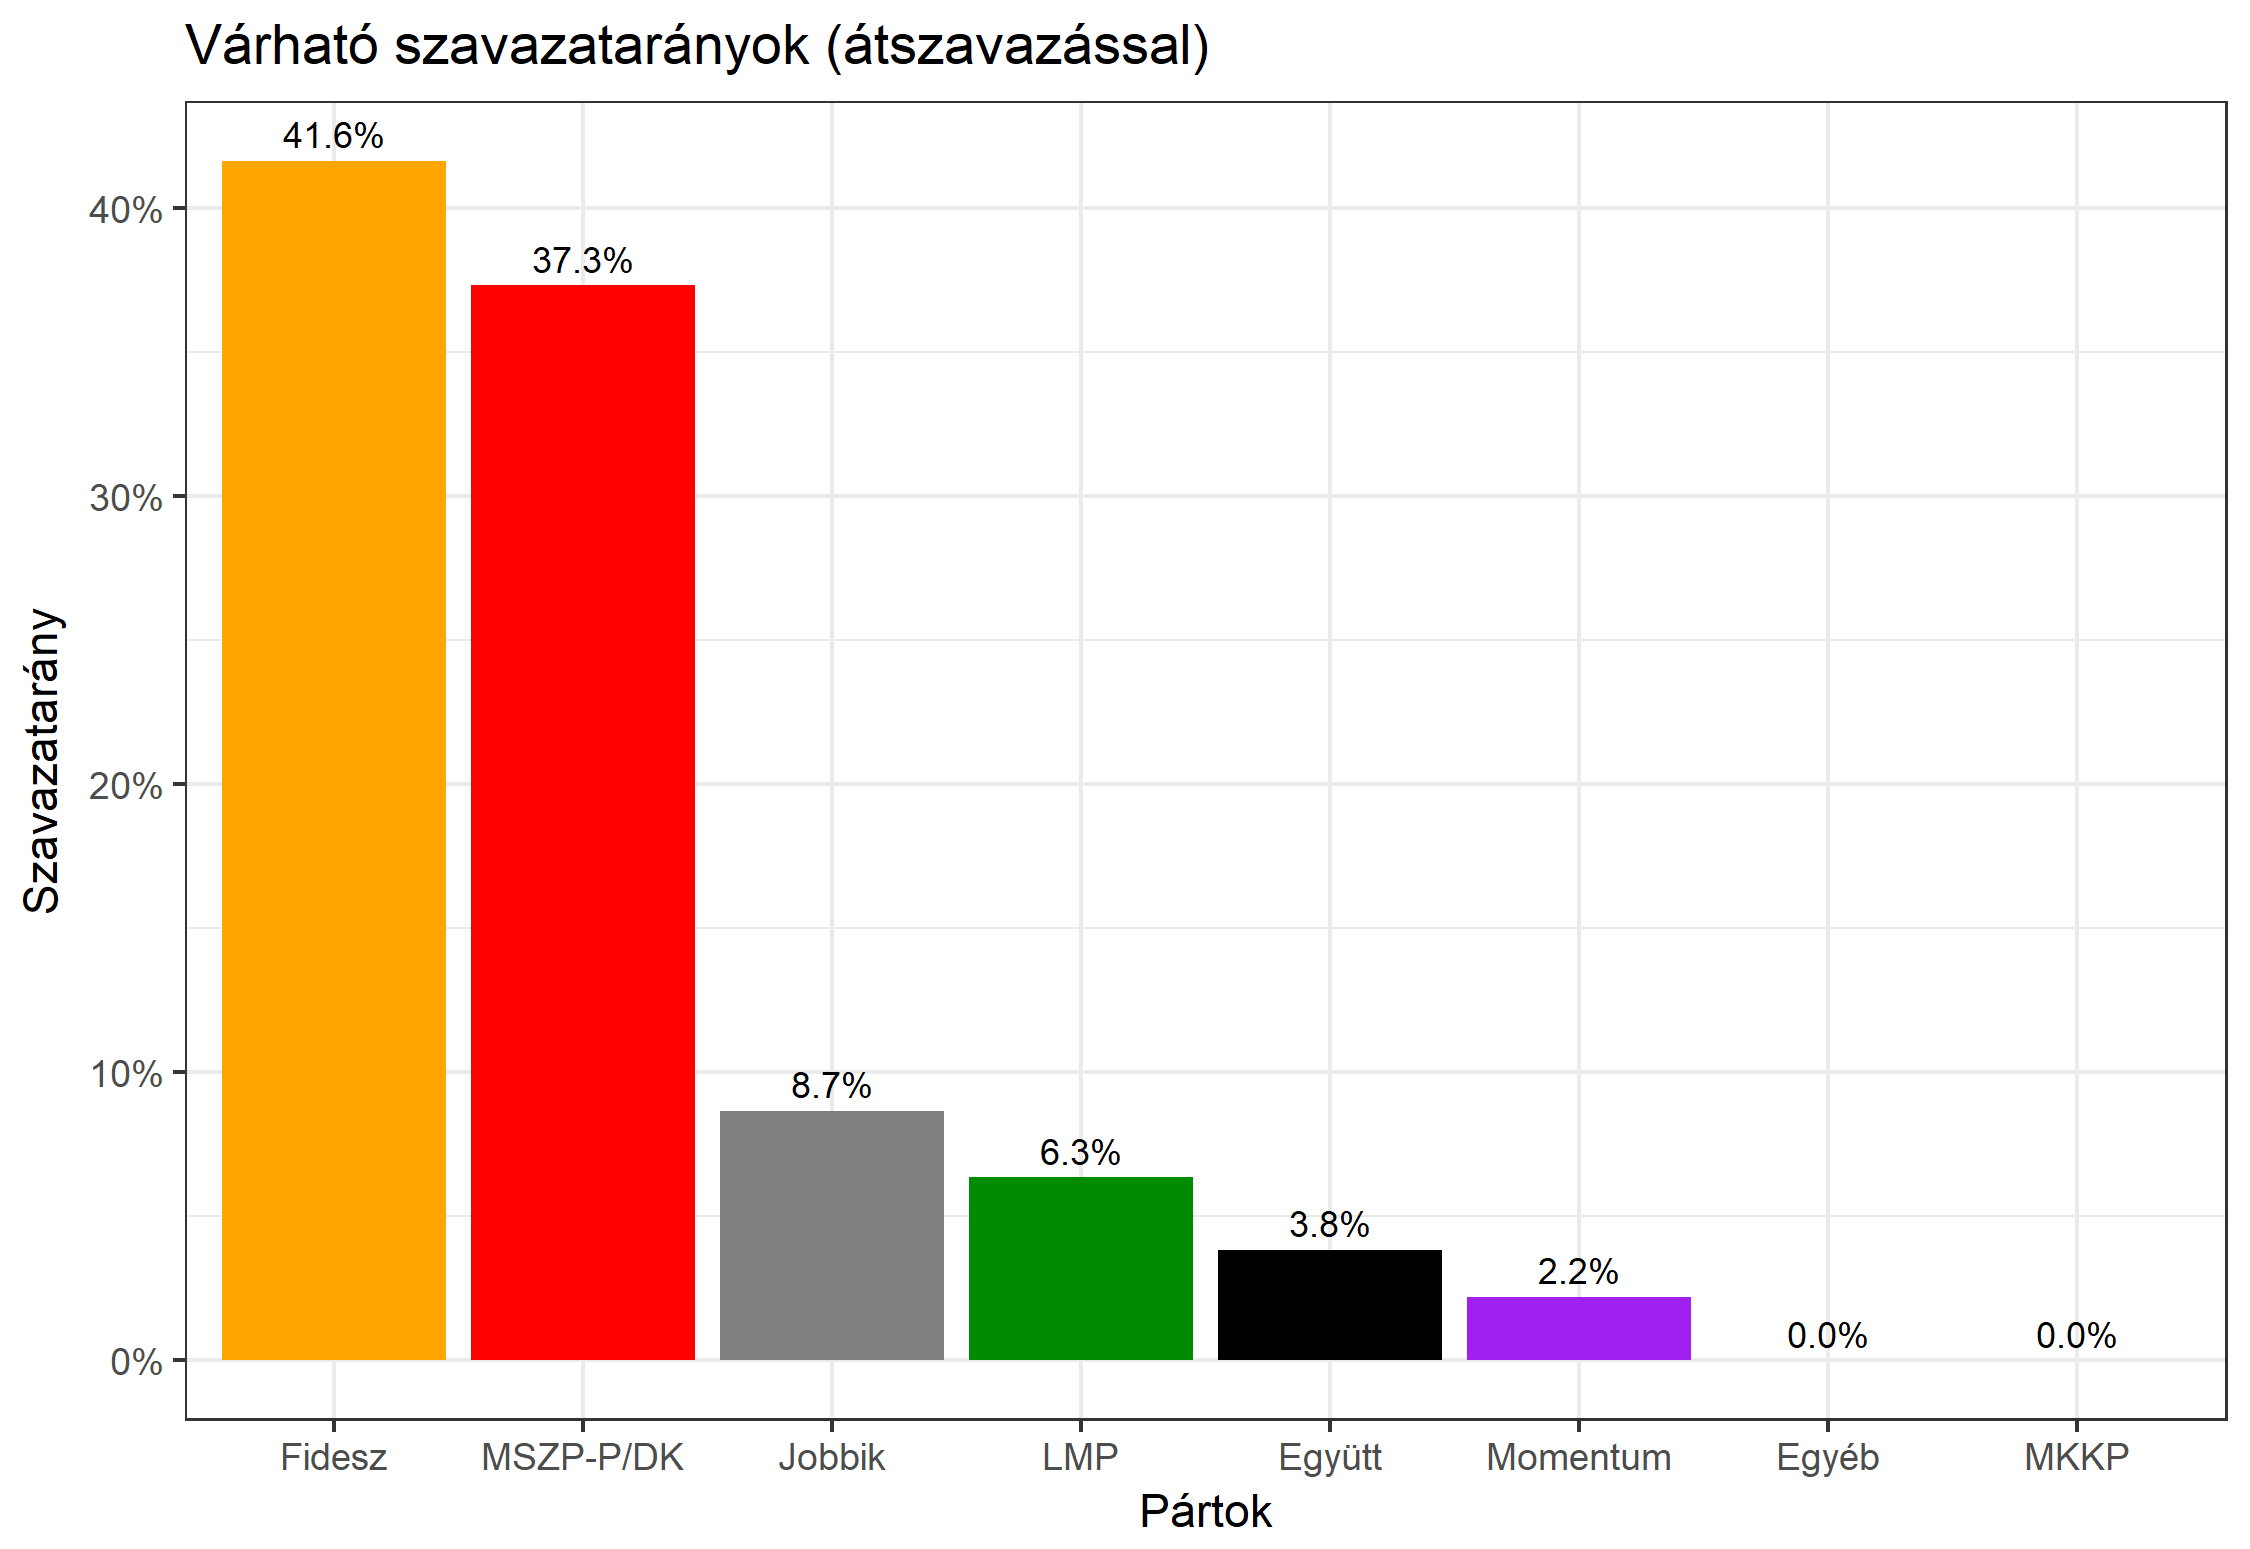 Várható szavazatarányok (átszavazással)
41.6%
37.3%
8.7%
6.3%
3.8%
2.2%
0.0%
0.0%
40%
30%
20%
10%
0%
Szavazatarány
Fidesz
MSZP-P/DK
Jobbik
LMP
Együtt
Momentum
Egyéb
MKKP
Pártok